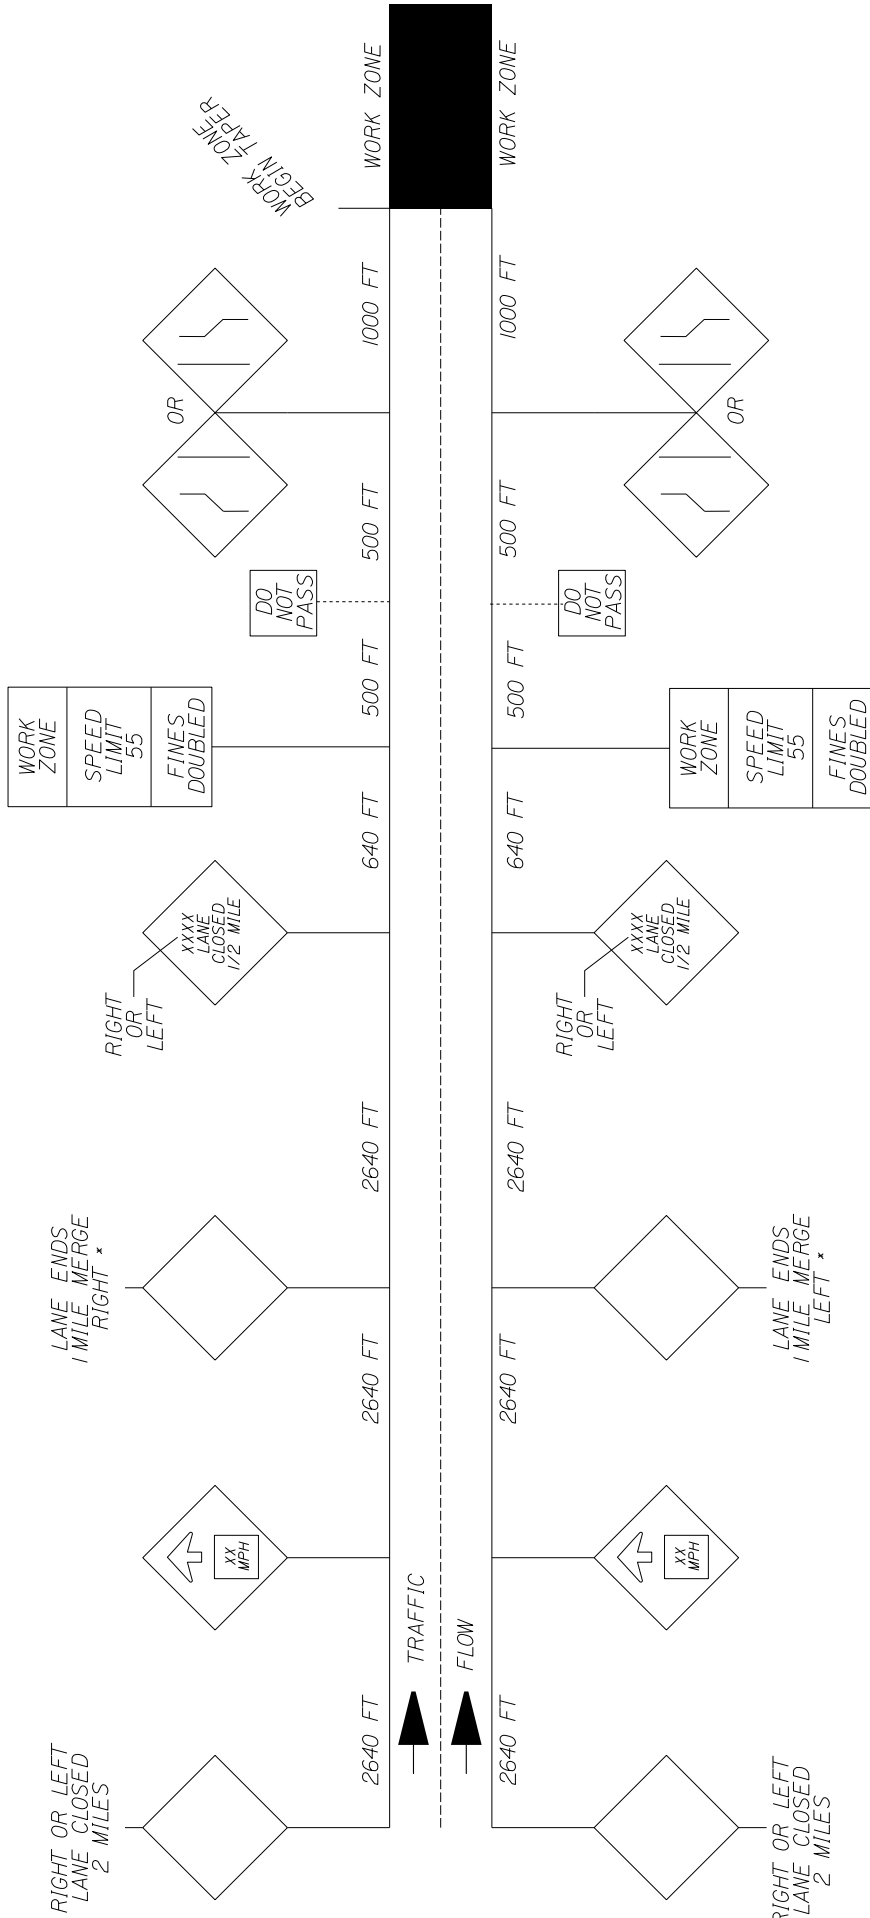 WORK ZONE
BEGIN TAPER
WORK ZONE
WORK ZONE
1000 FT
1000 FT
OR
OR
500 FT
500 FT
DO
NOT
PASS
DO
NOT
PASS
500 FT
500 FT
WORK
ZONE
SPEED
LIMIT
55
FINES
DOUBLED
WORK
ZONE
SPEED
LIMIT
55
FINES
DOUBLED
640 FT
640 FT
XXXX
LANE
CLOSED
1/2 MILE
RIGHT
OR
LEFT
XXXX
LANE
CLOSED
1/2 MILE
RIGHT
OR
LEFT
2640 FT
2640 FT
LANE ENDS
1 MILE MERGE
RIGHT *
LANE ENDS
1 MILE MERGE
LEFT *
2640 FT
2640 FT
XX
MPH
XX
MPH
TRAFFIC
FLOW
2640 FT
2640 FT
RIGHT OR LEFT
LANE CLOSED
2 MILES
RIGHT OR LEFT
LANE CLOSED
2 MILES